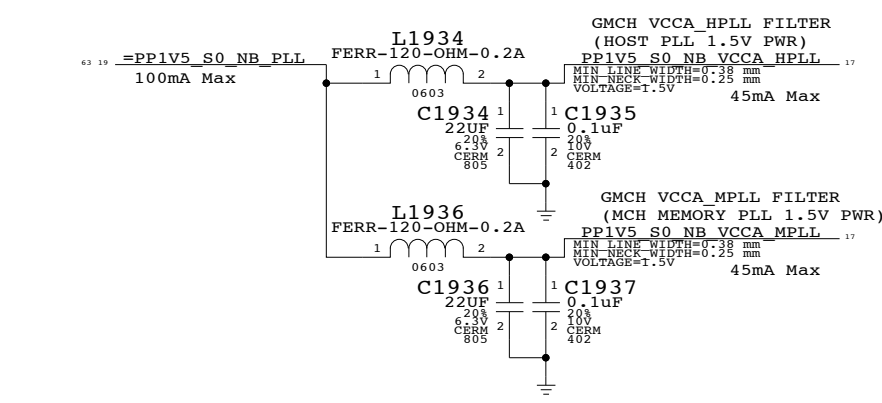 GMCH VCCA_HPLL FILTER
(HOST PLL 1.5V PWR)
L1934
FERR-120-OHM-0.2A
63 19
=PP1V5_S0_NB_PLL
100mA Max
1
2
0603
PP1V5_S0_NB_VCCA_HPLL
17
MIN_LINE_WIDTH=0.38 mm
MIN_NECK_WIDTH=0.25 mm
VOLTAGE=1.5V
45mA Max
C1934
22UF
20%
6.3V
CERM
805
1
2
C1935
0.1uF
20%
10V
CERM
402
1
2
GMCH VCCA_MPLL FILTER
(MCH MEMORY PLL 1.5V PWR)
L1936
FERR-120-OHM-0.2A
1
2
0603
PP1V5_S0_NB_VCCA_MPLL
17
MIN_LINE_WIDTH=0.38 mm
MIN_NECK_WIDTH=0.25 mm
VOLTAGE=1.5V
45mA Max
C1936
22UF
20%
6.3V
CERM
805
1
2
C1937
0.1uF
20%
10V
CERM
402
1
2